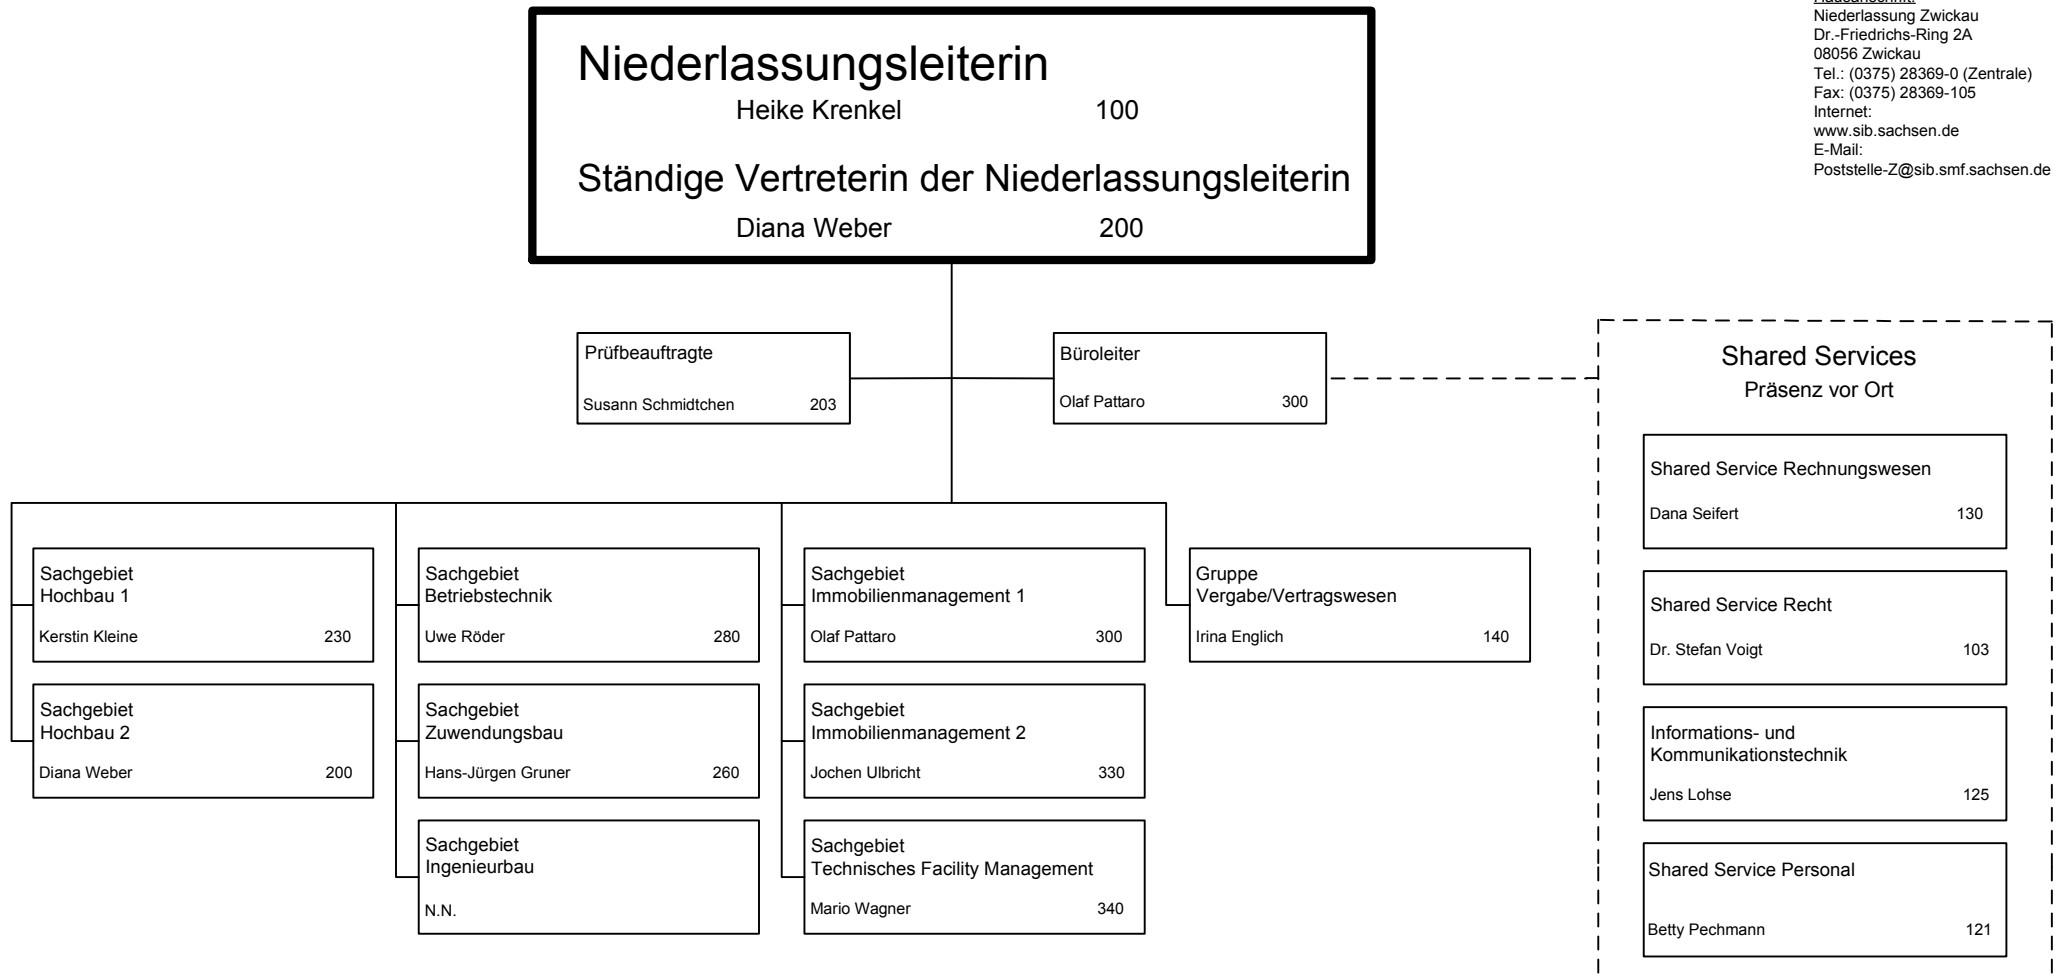 Hausanschrift:
Niederlassung Zwickau
Dr.-Friedrichs-Ring 2A
08056 Zwickau
Tel.: (0375) 28369-0 (Zentrale)
Fax: (0375) 28369-105
Internet:
www.sib.sachsen.de
E-Mail:
Poststelle-Z@sib.smf.sachsen.de
Niederlassungsleiterin
Heike Krenkel 100
Ständige Vertreterin der Niederlassungsleiterin
Diana Weber 200
Prüfbeauftragte
Susann Schmidtchen 203
Büroleiter
Olaf Pattaro 300
Sachgebiet
Hochbau 1
Kerstin Kleine 230
Sachgebiet
Hochbau 2
Diana Weber 200
Sachgebiet
Betriebstechnik
Uwe Röder 280
Sachgebiet
Zuwendungsbau
Hans-Jürgen Gruner 260
Sachgebiet
Ingenieurbau
N.N.
Sachgebiet
Immobilienmanagement 1
Olaf Pattaro 300
Sachgebiet
Immobilienmanagement 2
Jochen Ulbricht 330
Sachgebiet
Technisches Facility Management
Mario Wagner 340
Gruppe
Vergabe/Vertragswesen
Irina Englich 140
Shared Services
Präsenz vor Ort
Shared Service Rechnungswesen
Dana Seifert 130
Shared Service Recht
Dr. Stefan Voigt 103
Informations- und
Kommunikationstechnik
Jens Lohse 125
Shared Service Personal
Betty Pechmann 121